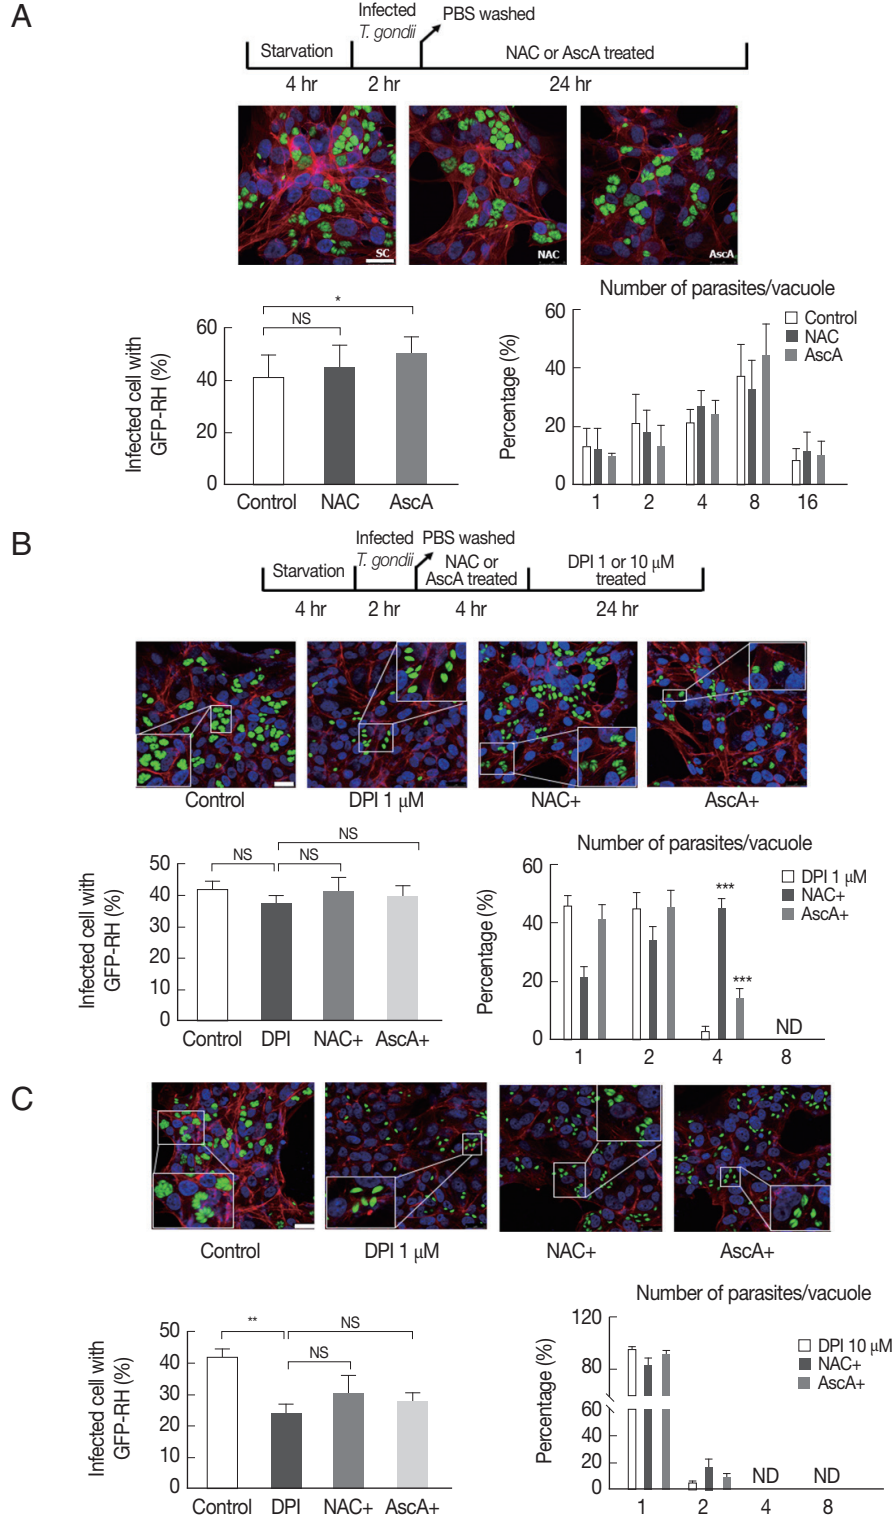 A
Infected
T. gondii
PBS washed
Starvation
NAC or AscA treated
4 hr
2 hr
24 hr
SC
NAC
AscA
Infected cell with
GFP-RH (%)
60
40
20
0
*
NS
Control
NAC
AscA
Number of parasites/vacuole
Percentage (%)
60
40
20
0
Control
NAC
AscA
1
2
4
8
16
B
Infected
T. gondii
PBS washed
Starvation
NAC or
AscA treated
DPI 1 or 10 μM
treated
4 hr
2 hr
4 hr
24 hr
Control
DPI 1 μM
NAC+
AscA+
Infected cell with
GFP-RH (%)
50
40
30
20
10
0
NS
NS
NS
Control
DPI
NAC+
AscA+
Number of parasites/vacuole
Percentage (%)
60
40
20
0
DPI 1 μM
NAC+
AscA+
***
***
ND
1
2
4
8
C
Control
DPI 1 μM
NAC+
AscA+
Infected cell with
GFP-RH (%)
50
40
30
20
10
0
**
NS
NS
Control
DPI
NAC+
AscA+
Number of parasites/vacuole
Percentage (%)
120
80
60
40
20
0
DPI 10 μM
NAC+
AscA+
ND
ND
1
2
4
8